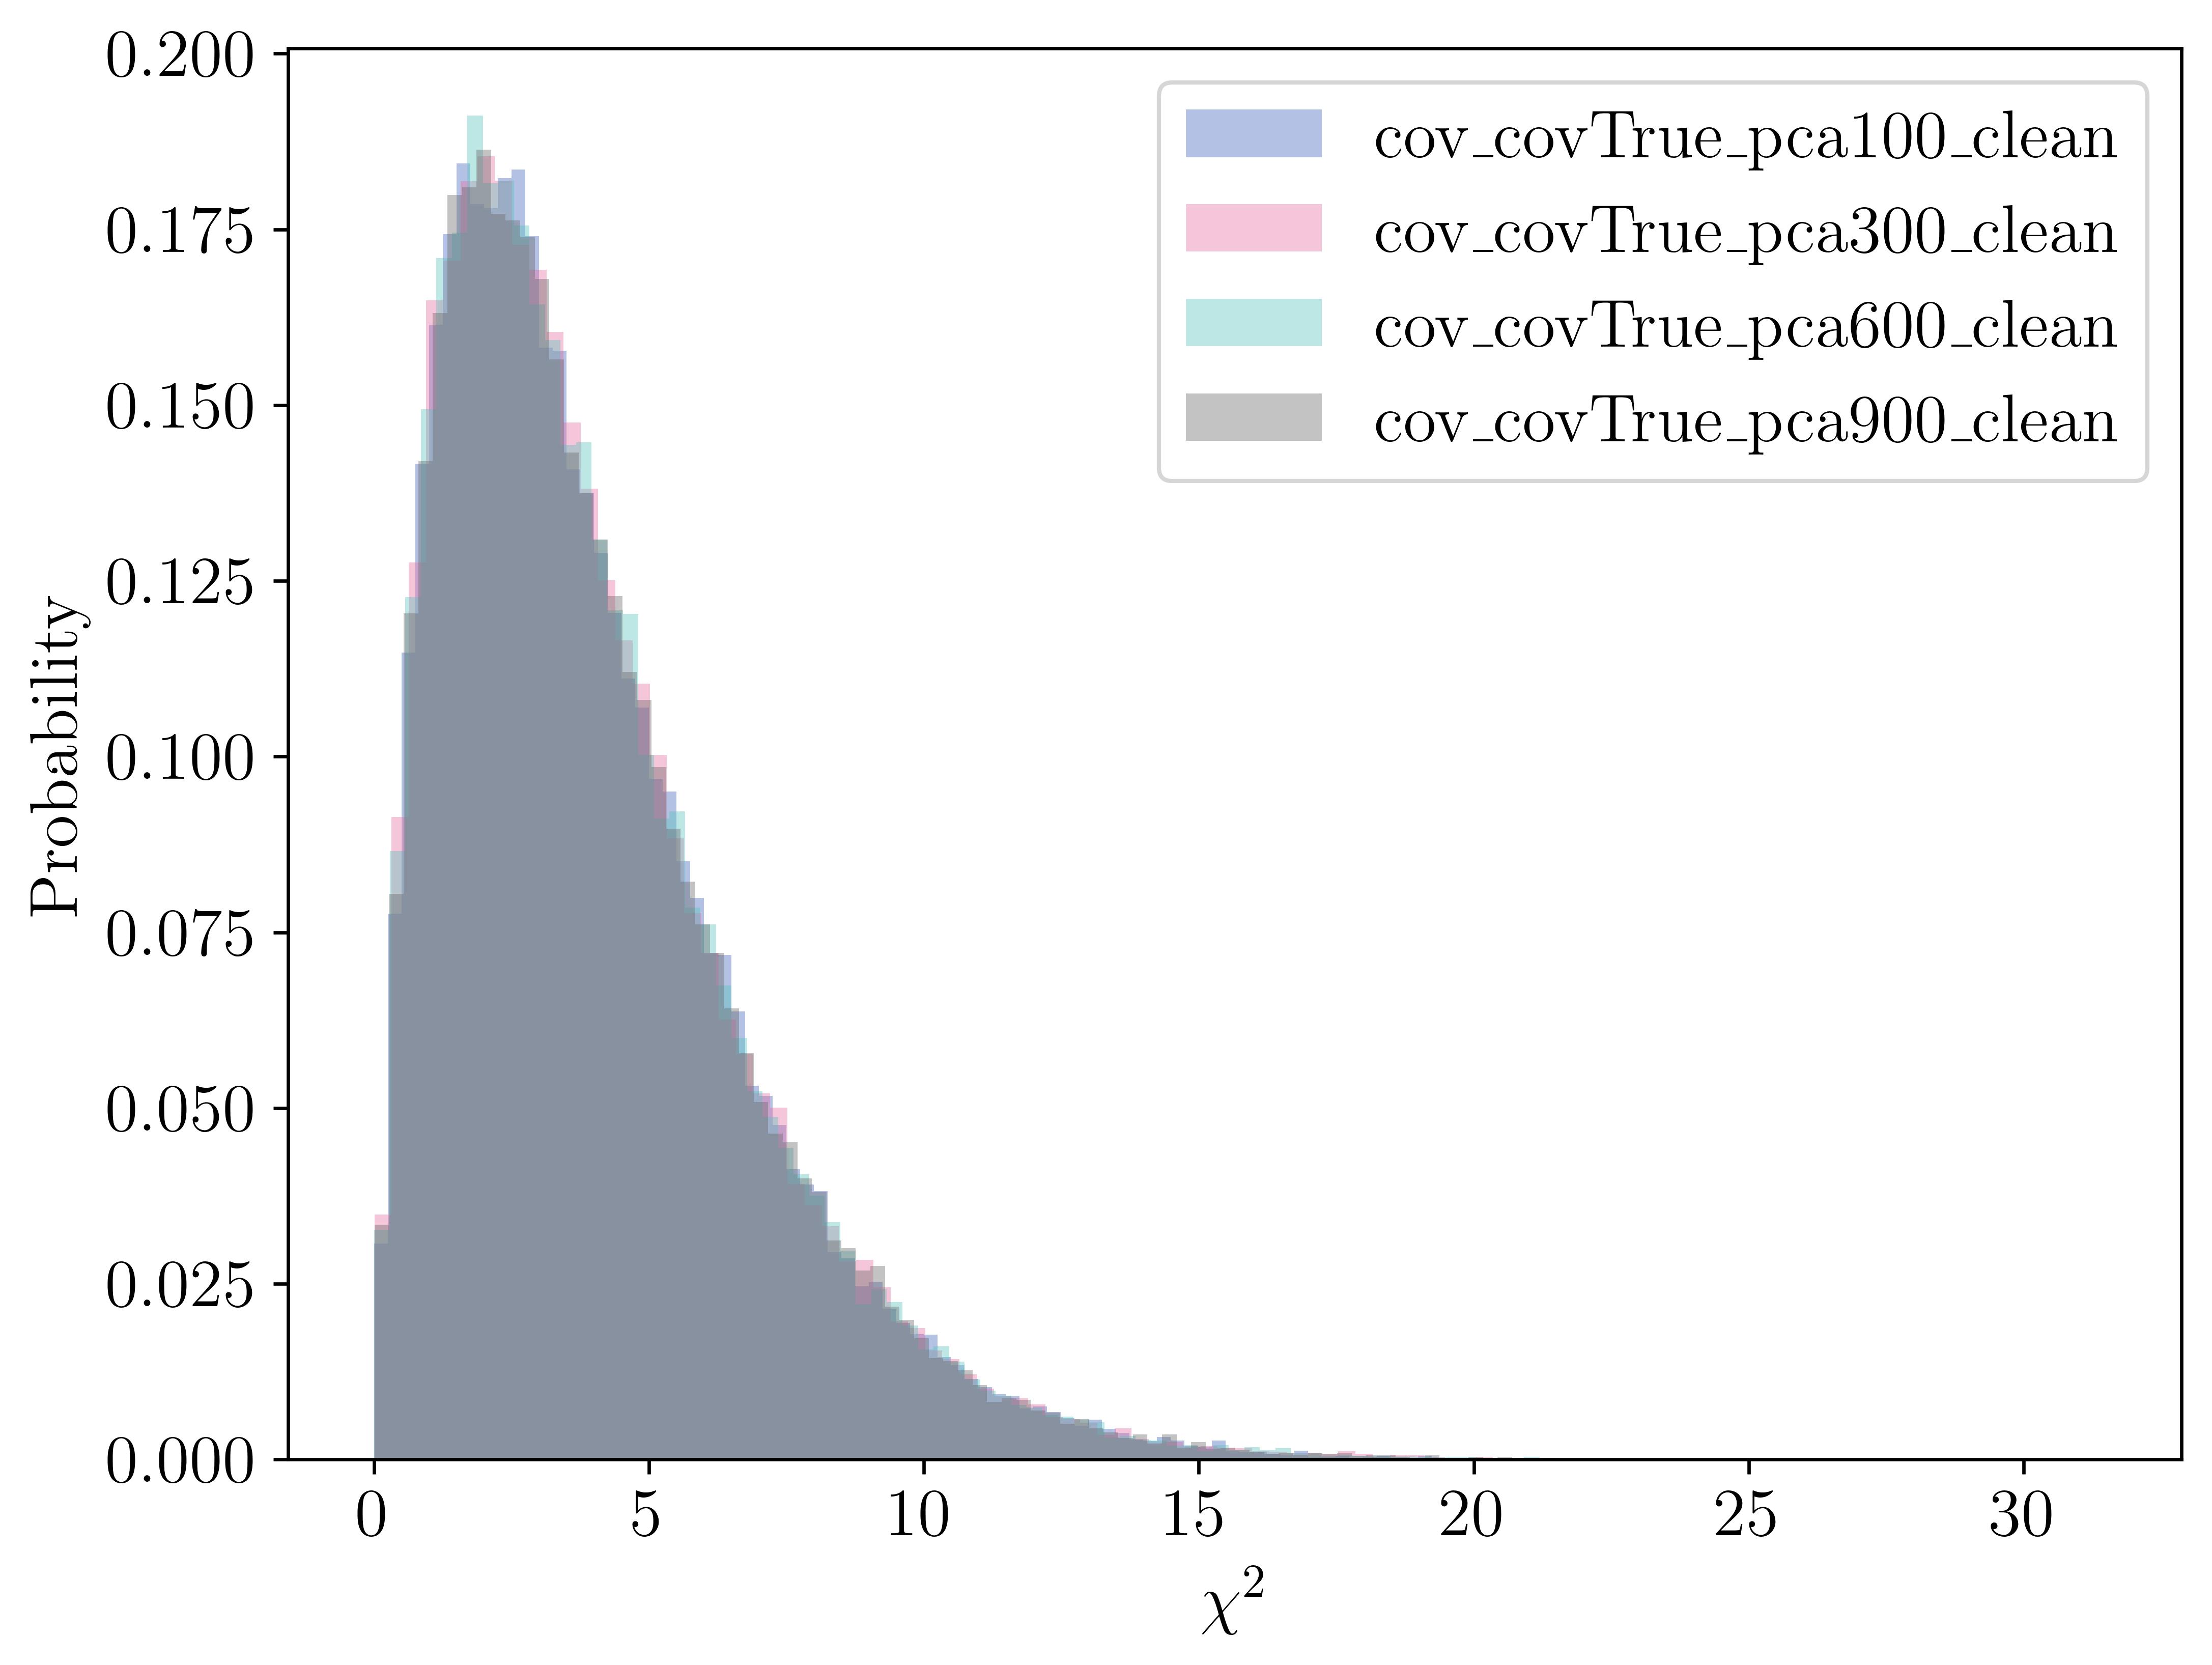 0.200
0.175
0.150
0.125
0.100
0.075
0.050
0.025
0.000
Probability
cov_covTrue_pca100_clean
cov_covTrue_pca300_clean
cov_covTrue_pca600_clean
cov_covTrue_pca900_clean
0 5 10 15 20 25 30
χ²